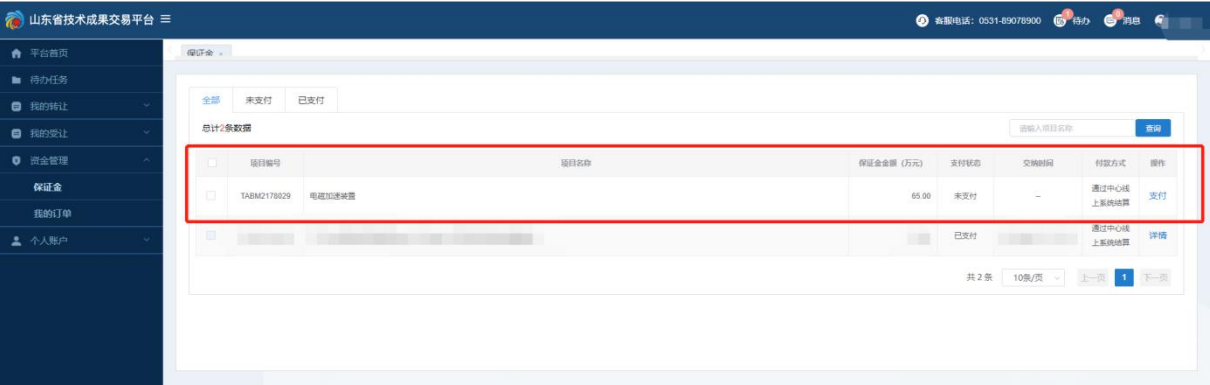 山东省技术成果交易平台
客服电话：0531-89078900 1 待办 0 消息
平台首页
待办任务
我的转让
我的受让
资金管理
保证金
我的订单
个人账户
保证金 ×
全部 未支付 已支付
总计2条数据
请输入项目名称 查询
项目编号 项目名称 保证金金额（万元） 支付状态 交纳时间 付款方式 操作
TABM2178029 电磁加速装置 65.00 未支付 -- 通过中心线上系统结算 支付
已支付 通过中心线上系统结算 详情
共 2 条 10条/页 上一页 1 下一页